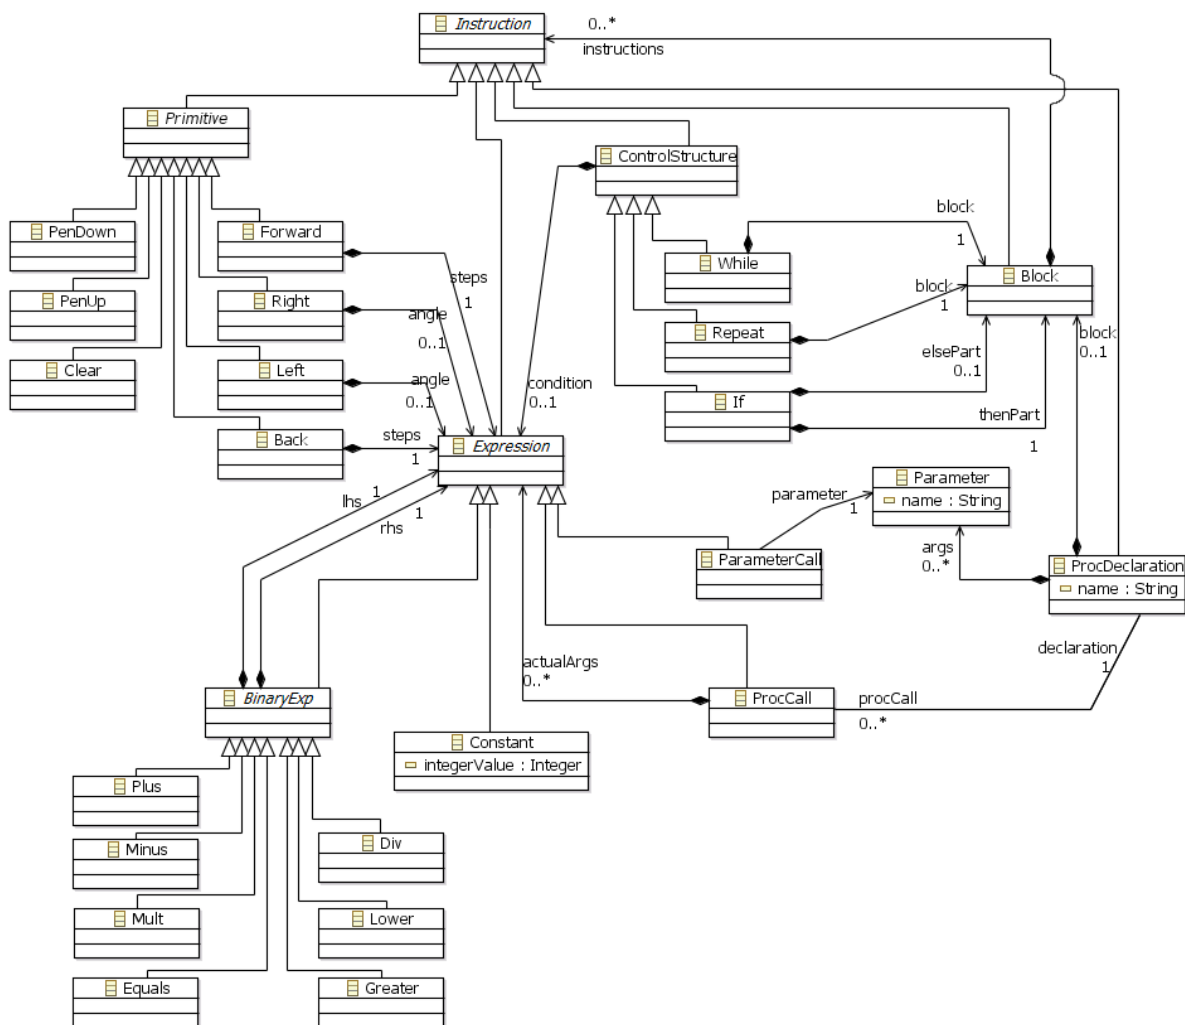 Instruction
0..*
instructions
Primitive
ControlStructure
PenDown
Forward
block
1
While
steps
1
Block
PenUp
Right
block
1
angle
0..1
Repeat
block
0..1
elsePart
0..1
Clear
Left
angle
0..1
condition
0..1
If
thenPart
1
Back
steps
1
Expression
Parameter
name : String
parameter
1
lhs
1
rhs
1
args
0..*
ParameterCall
ProcDeclaration
name : String
actualArgs
0..*
declaration
1
BinaryExp
ProcCall
procCall
0..*
Constant
integerValue : Integer
Plus
Minus
Div
Mult
Lower
Equals
Greater